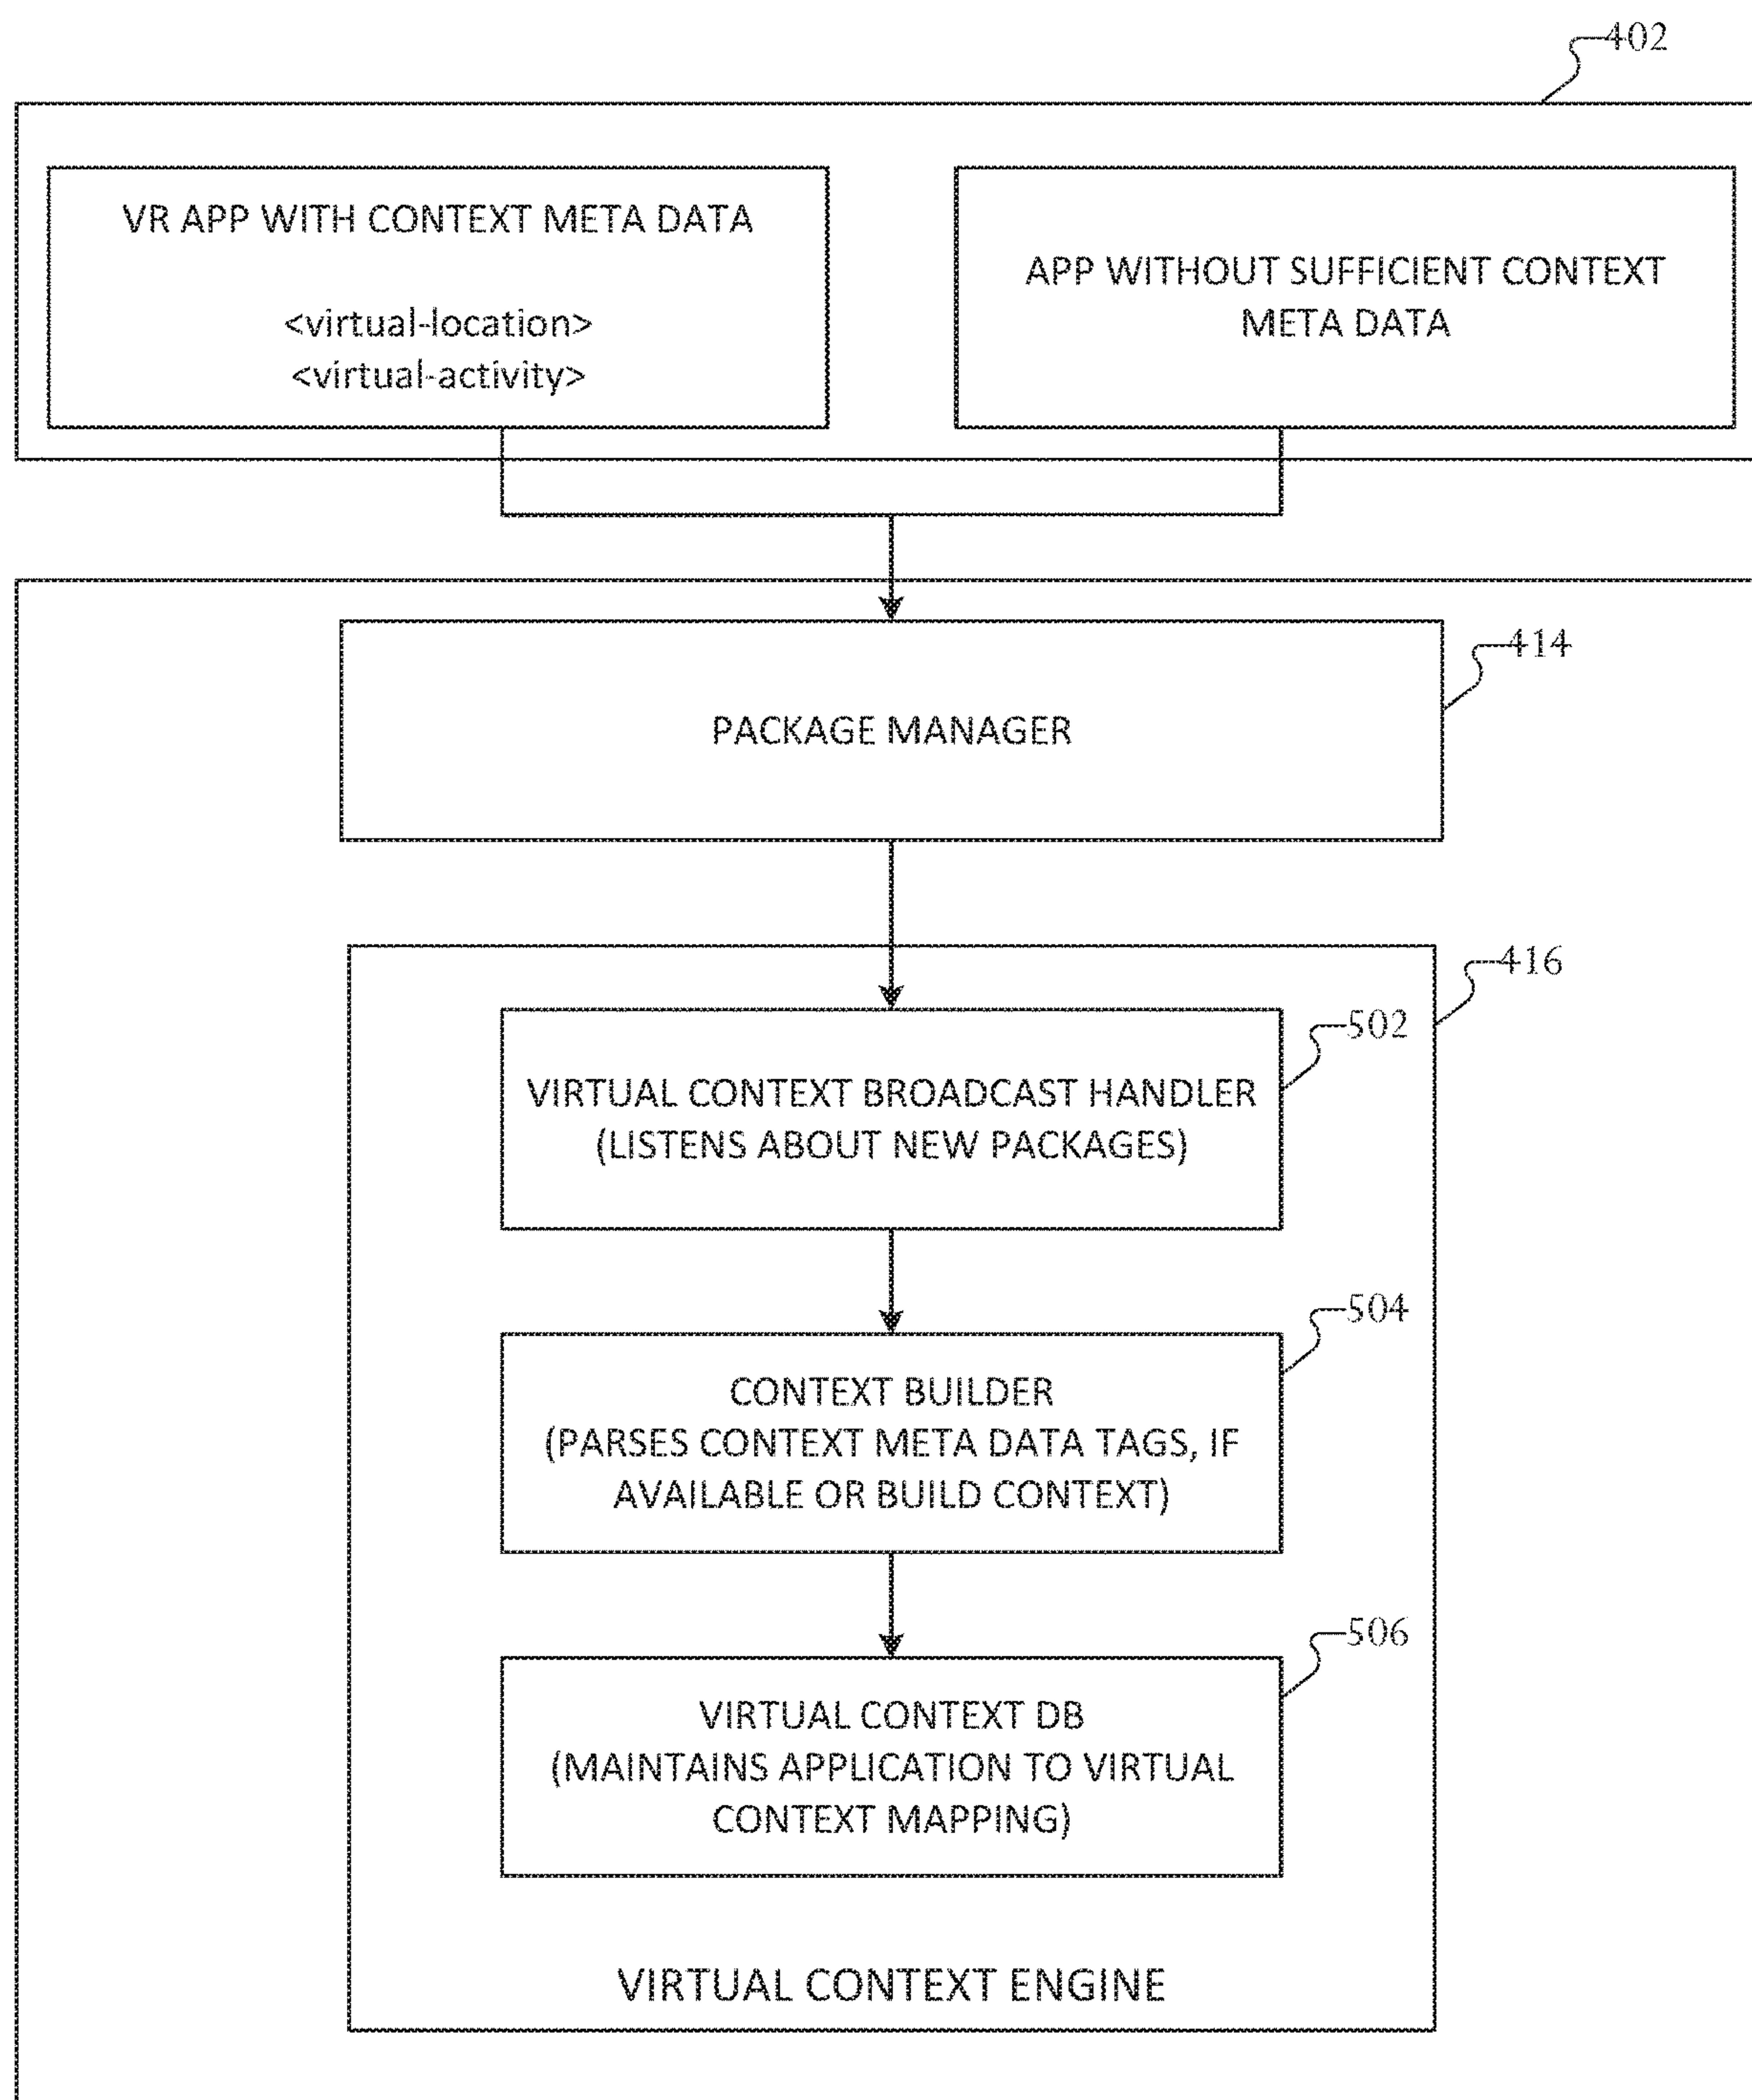 402
VR APP WITH CONTEXT META DATA
<virtual-location>
<virtual-activity>
APP WITHOUT SUFFICIENT CONTEXT
META DATA
414
PACKAGE MANAGER
416
502
VIRTUAL CONTEXT BROADCAST HANDLER
(LISTENS ABOUT NEW PACKAGES)
504
CONTEXT BUILDER
(PARSES CONTEXT META DATA TAGS, IF
AVAILABLE OR BUILD CONTEXT)
506
VIRTUAL CONTEXT DB
(MAINTAINS APPLICATION TO VIRTUAL
CONTEXT MAPPING)
VIRTUAL CONTEXT ENGINE